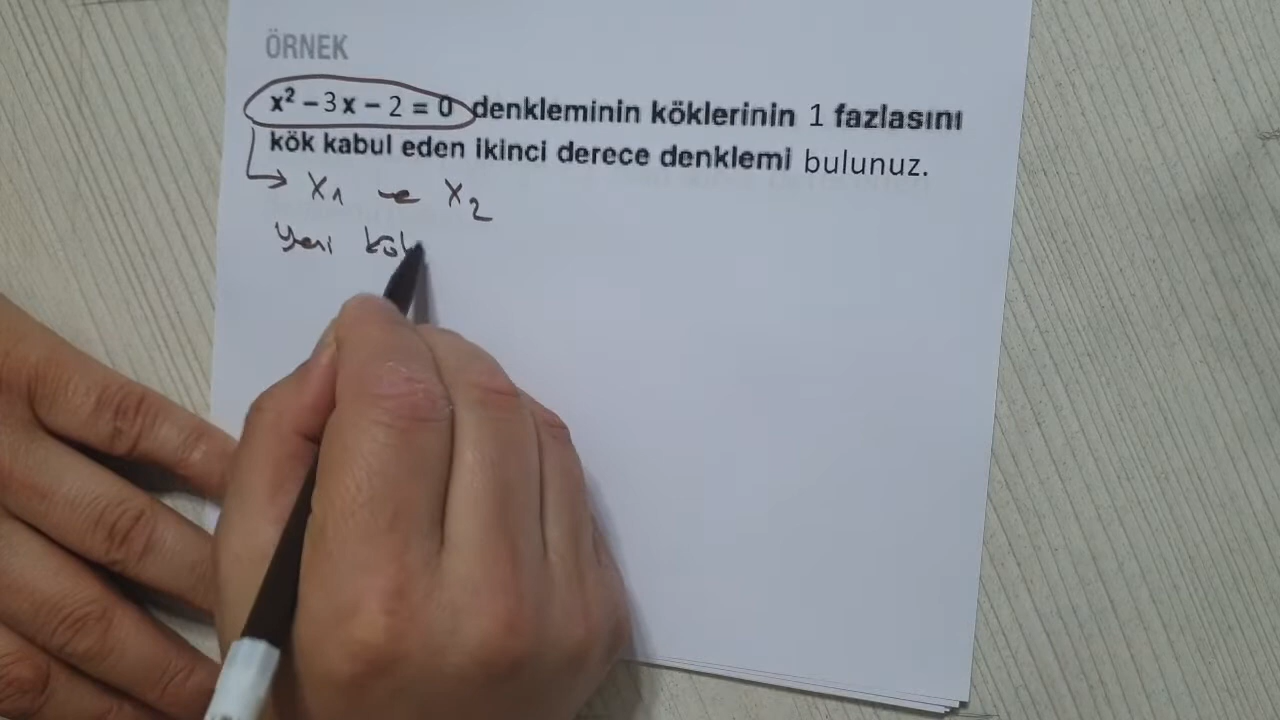 ÖRNEK
x² – 3x – 2 = 0 denkleminin köklerinin 1 fazlasını
kök kabul eden ikinci derece denklemi bulunuz.
x₁ ve x₂
Yeni kök